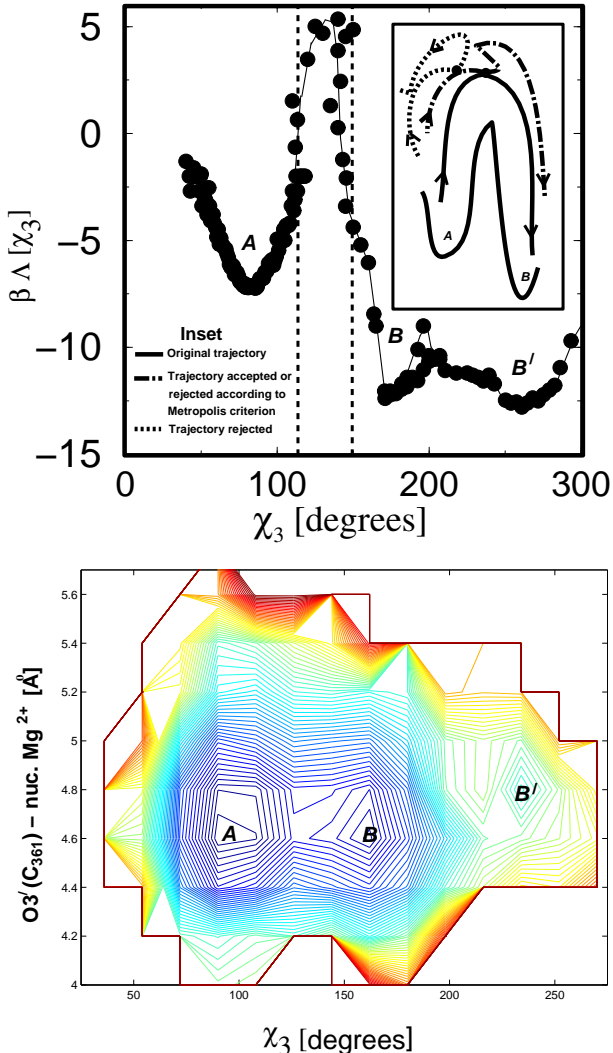 5
0
−5
−10
−15
β Λ [χ3]
A
B
B/
A
B
Inset
Original trajectory
Trajectory accepted or
rejected according to
Metropolis criterion
Trajectory rejected
0
100
200
300
χ3 [degrees]
5.6
5.4
5.2
5
4.8
4.6
4.4
4.2
4
O3/(C361) − nuc. Mg2+ [Å]
A
B
B/
50
100
150
200
250
χ3 [degrees]